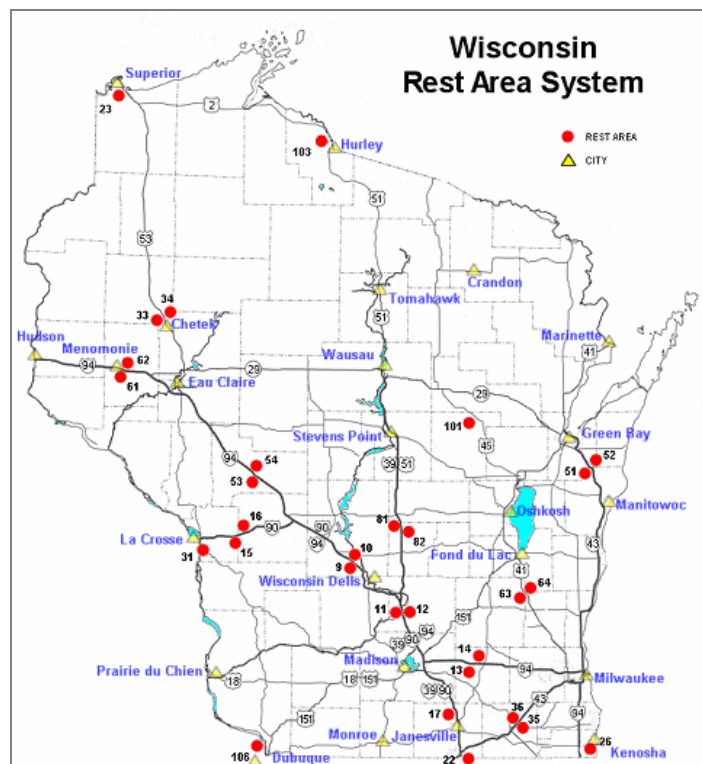 Wisconsin
Rest Area System
REST AREA
CITY
Superior
23
2
103
Hurley
51
53
Crandon
34
33
Chetek
Tomahawk
51
Hudson
Menomonie
62
94
61
Eau Claire
Wausau
29
Marinette
41
29
101
45
Stevens Point
39 51
Green Bay
52
51
54
94
53
Oshkosh
Manitowoc
16
90
90
94
81
82
La Crosse
31
15
10
9
Wisconsin Dells
Fond du Lac
41
43
64
63
11
12
151
94
90
39
14
Madison
13
94
Milwaukee
Prairie du Chien
18
18
151
39 90
43
94
17
36
35
151
Monroe
Janesville
26
Kenosha
106
Dubuque
22